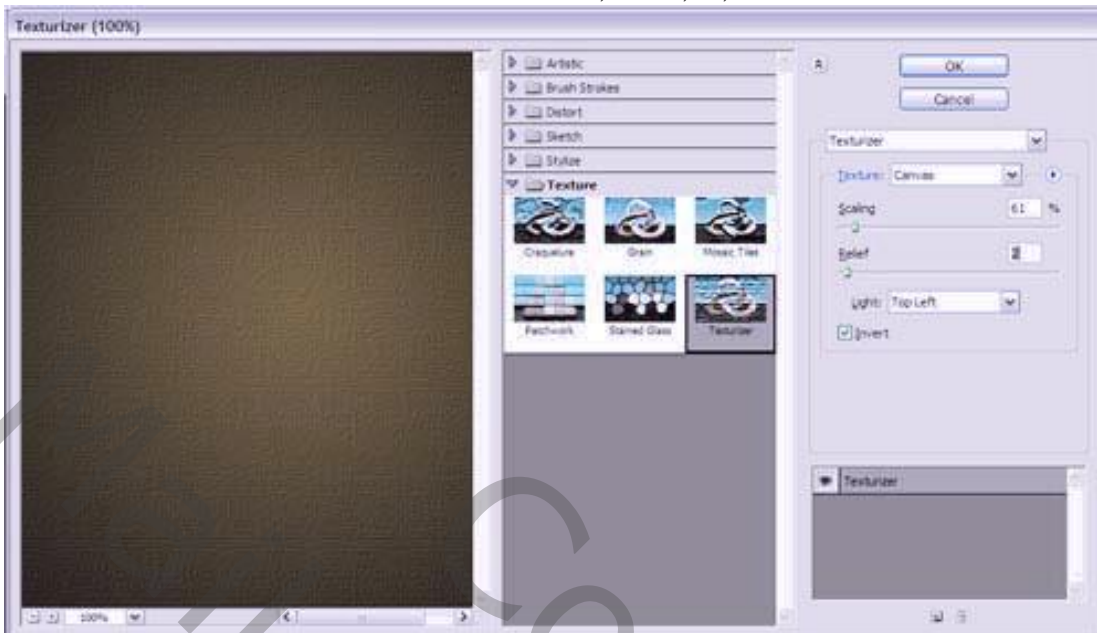 Texturizer (100%)
Artistic
Brush Strokes
Distort
Sketch
Stylize
Texture
Craquelure
Grain
Mosaic Tiles
Patchwork
Stained Glass
Texturizer
100%
OK
Cancel
Texturizer
Texture: Canvas
Scaling 61 %
Relief
Light: Top Left
Invert
Texturizer